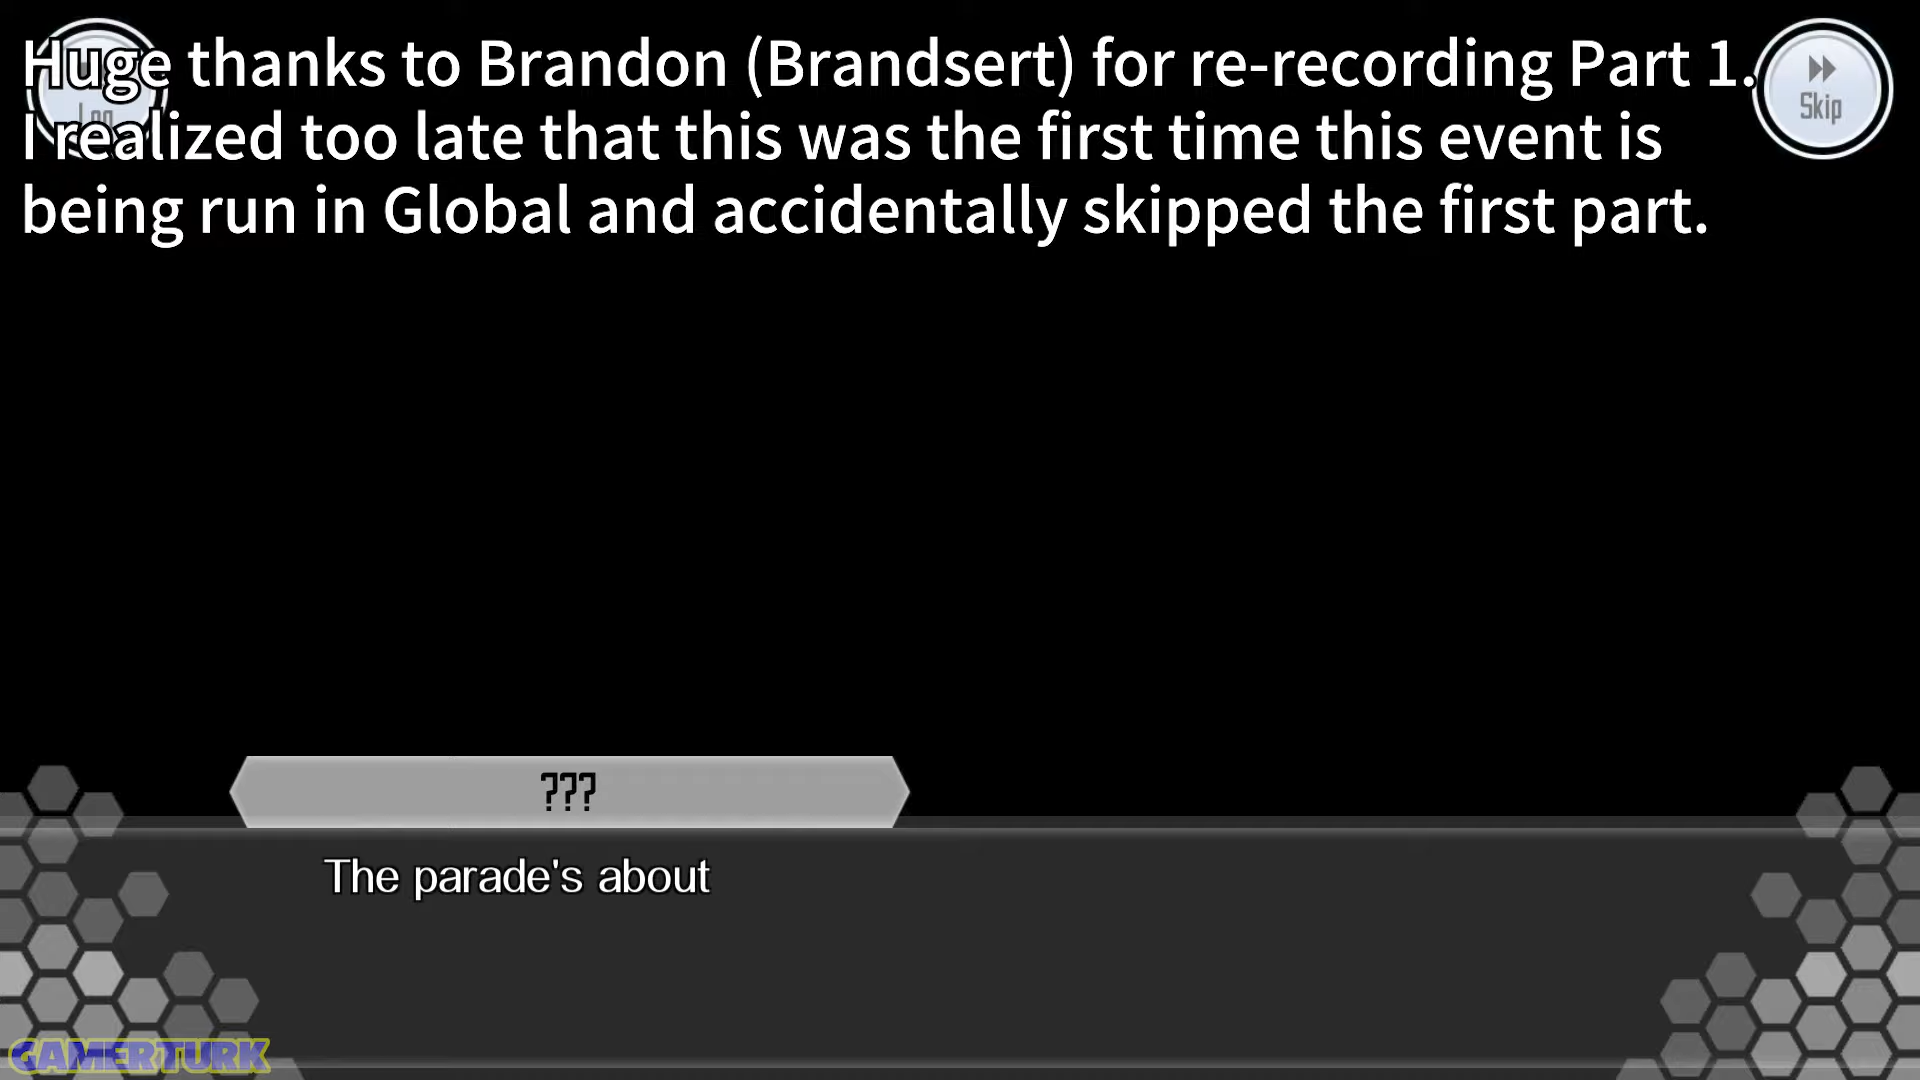 Huge thanks to Brandon (Brandsert) for re-recording Part 1.
I realized too late that this was the first time this event is
being run in Global and accidentally skipped the first part.
Log
Skip
???
The parade's about
GAMERTURK